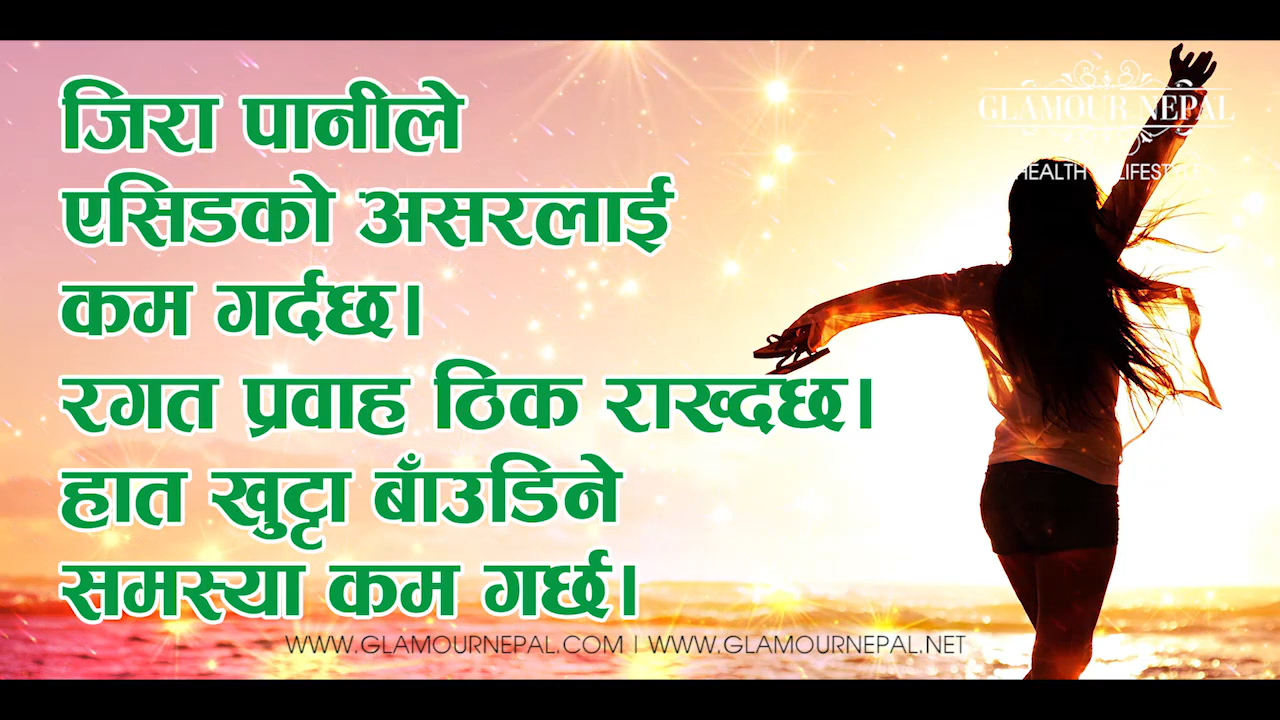 जिरा पानीले
एसिडको असरलाई
कम गर्दछ।
रगत प्रवाह ठिक राख्दछ।
हात खुट्टा बाँउडिने
समस्या कम गर्छ।
GLAMOUR NEPAL
HEALTH LIFESTYLE
WWW.GLAMOURNEPAL.COM | WWW.GLAMOURNEPAL.NET